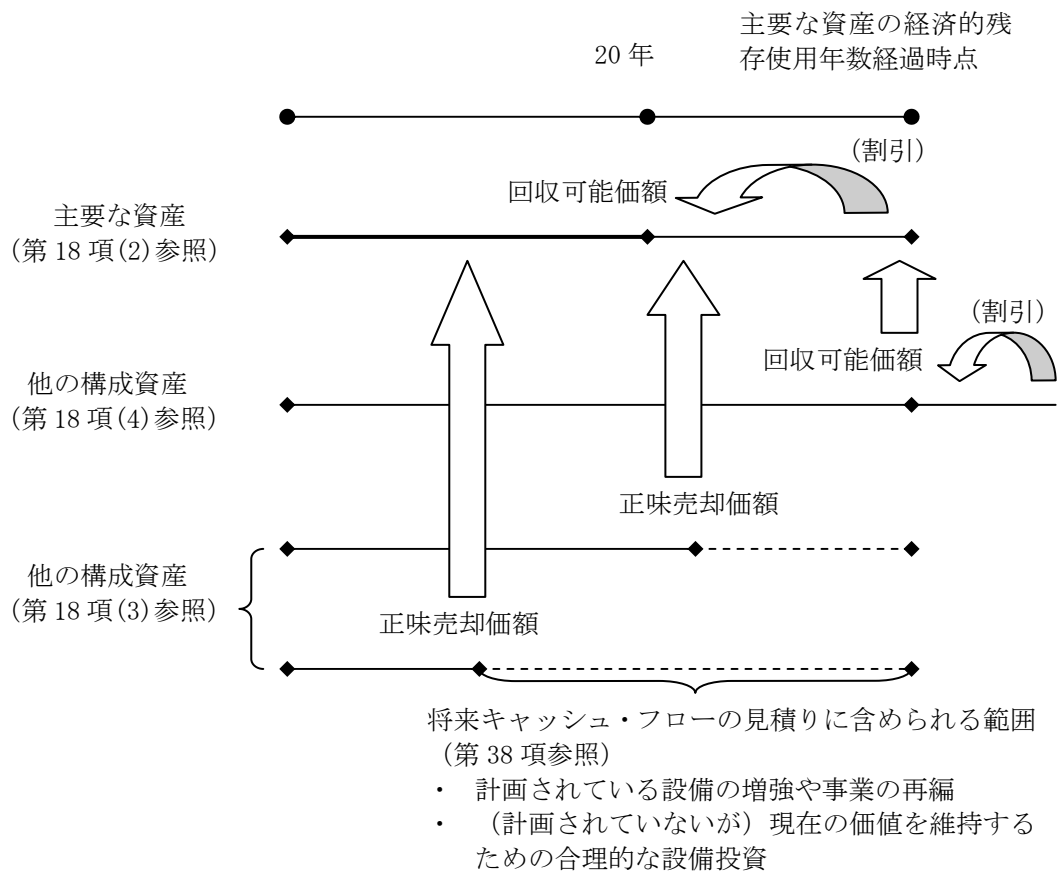 20 年
主要な資産の経済的残
存使用年数経過時点
(割引)
回収可能価額
主要な資産
(第 18 項(2)参照)
(割引)
回収可能価額
他の構成資産
(第 18 項(4)参照)
正味売却価額
他の構成資産
(第 18 項(3)参照)
正味売却価額
将来キャッシュ・フローの見積りに含められる範囲
(第 38 項参照)
・ 計画されている設備の増強や事業の再編
・ (計画されていないが)現在の価値を維持する
ための合理的な設備投資